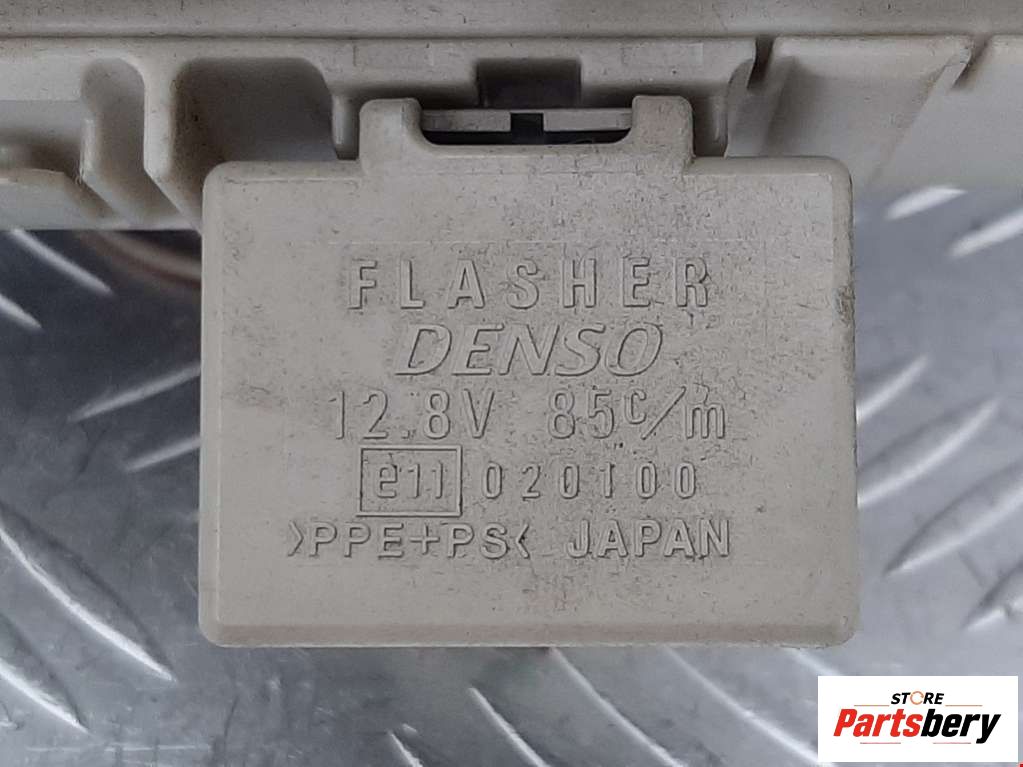 FLASHER
DENSO
12.8V 85c/m
e11 020100
>PPE+PS< JAPAN
STORE
Partsbery